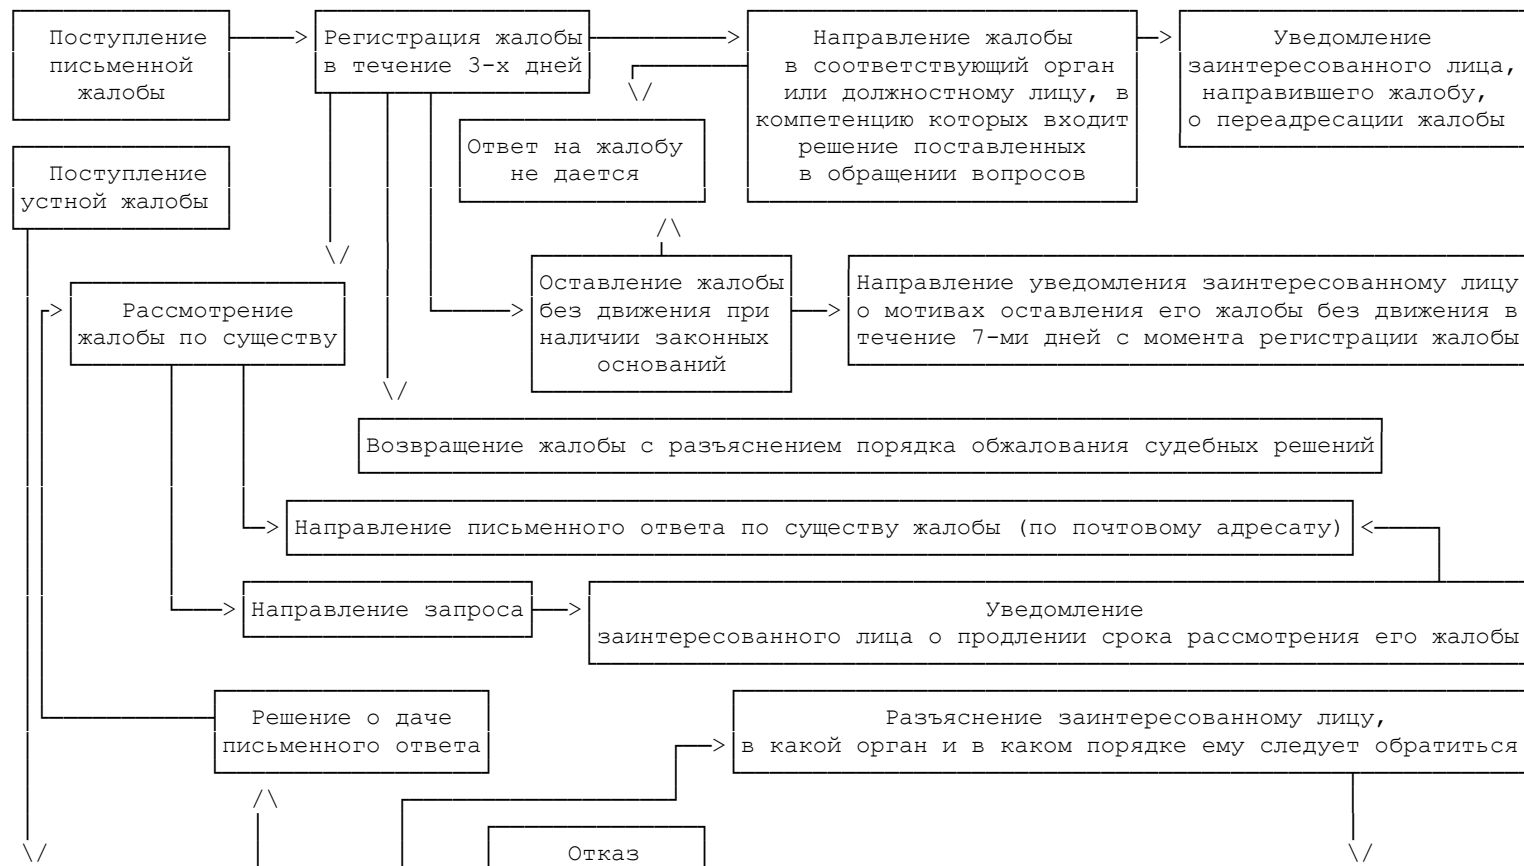 Поступление
письменной
жалобы
Регистрация жалобы
в течение 3-х дней
Направление жалобы
в соответствующий орган
или должностному лицу, в
компетенцию которых входит
решение поставленных
в обращении вопросов
Уведомление
заинтересованного лица,
направившего жалобу,
о переадресации жалобы
Ответ на жалобу
не дается
Поступление
устной жалобы
Рассмотрение
жалобы по существу
Оставление жалобы
без движения при
наличии законных
оснований
Направление уведомления заинтересованному лицу
о мотивах оставления его жалобы без движения в
течение 7-ми дней с момента регистрации жалобы
Возвращение жалобы с разъяснением порядка обжалования судебных решений
Направление письменного ответа по существу жалобы (по почтовому адресату)
Направление запроса
Уведомление
заинтересованного лица о продлении срока рассмотрения его жалобы
Решение о даче
письменного ответа
Разъяснение заинтересованному лицу,
в какой орган и в каком порядке ему следует обратиться
Отказ